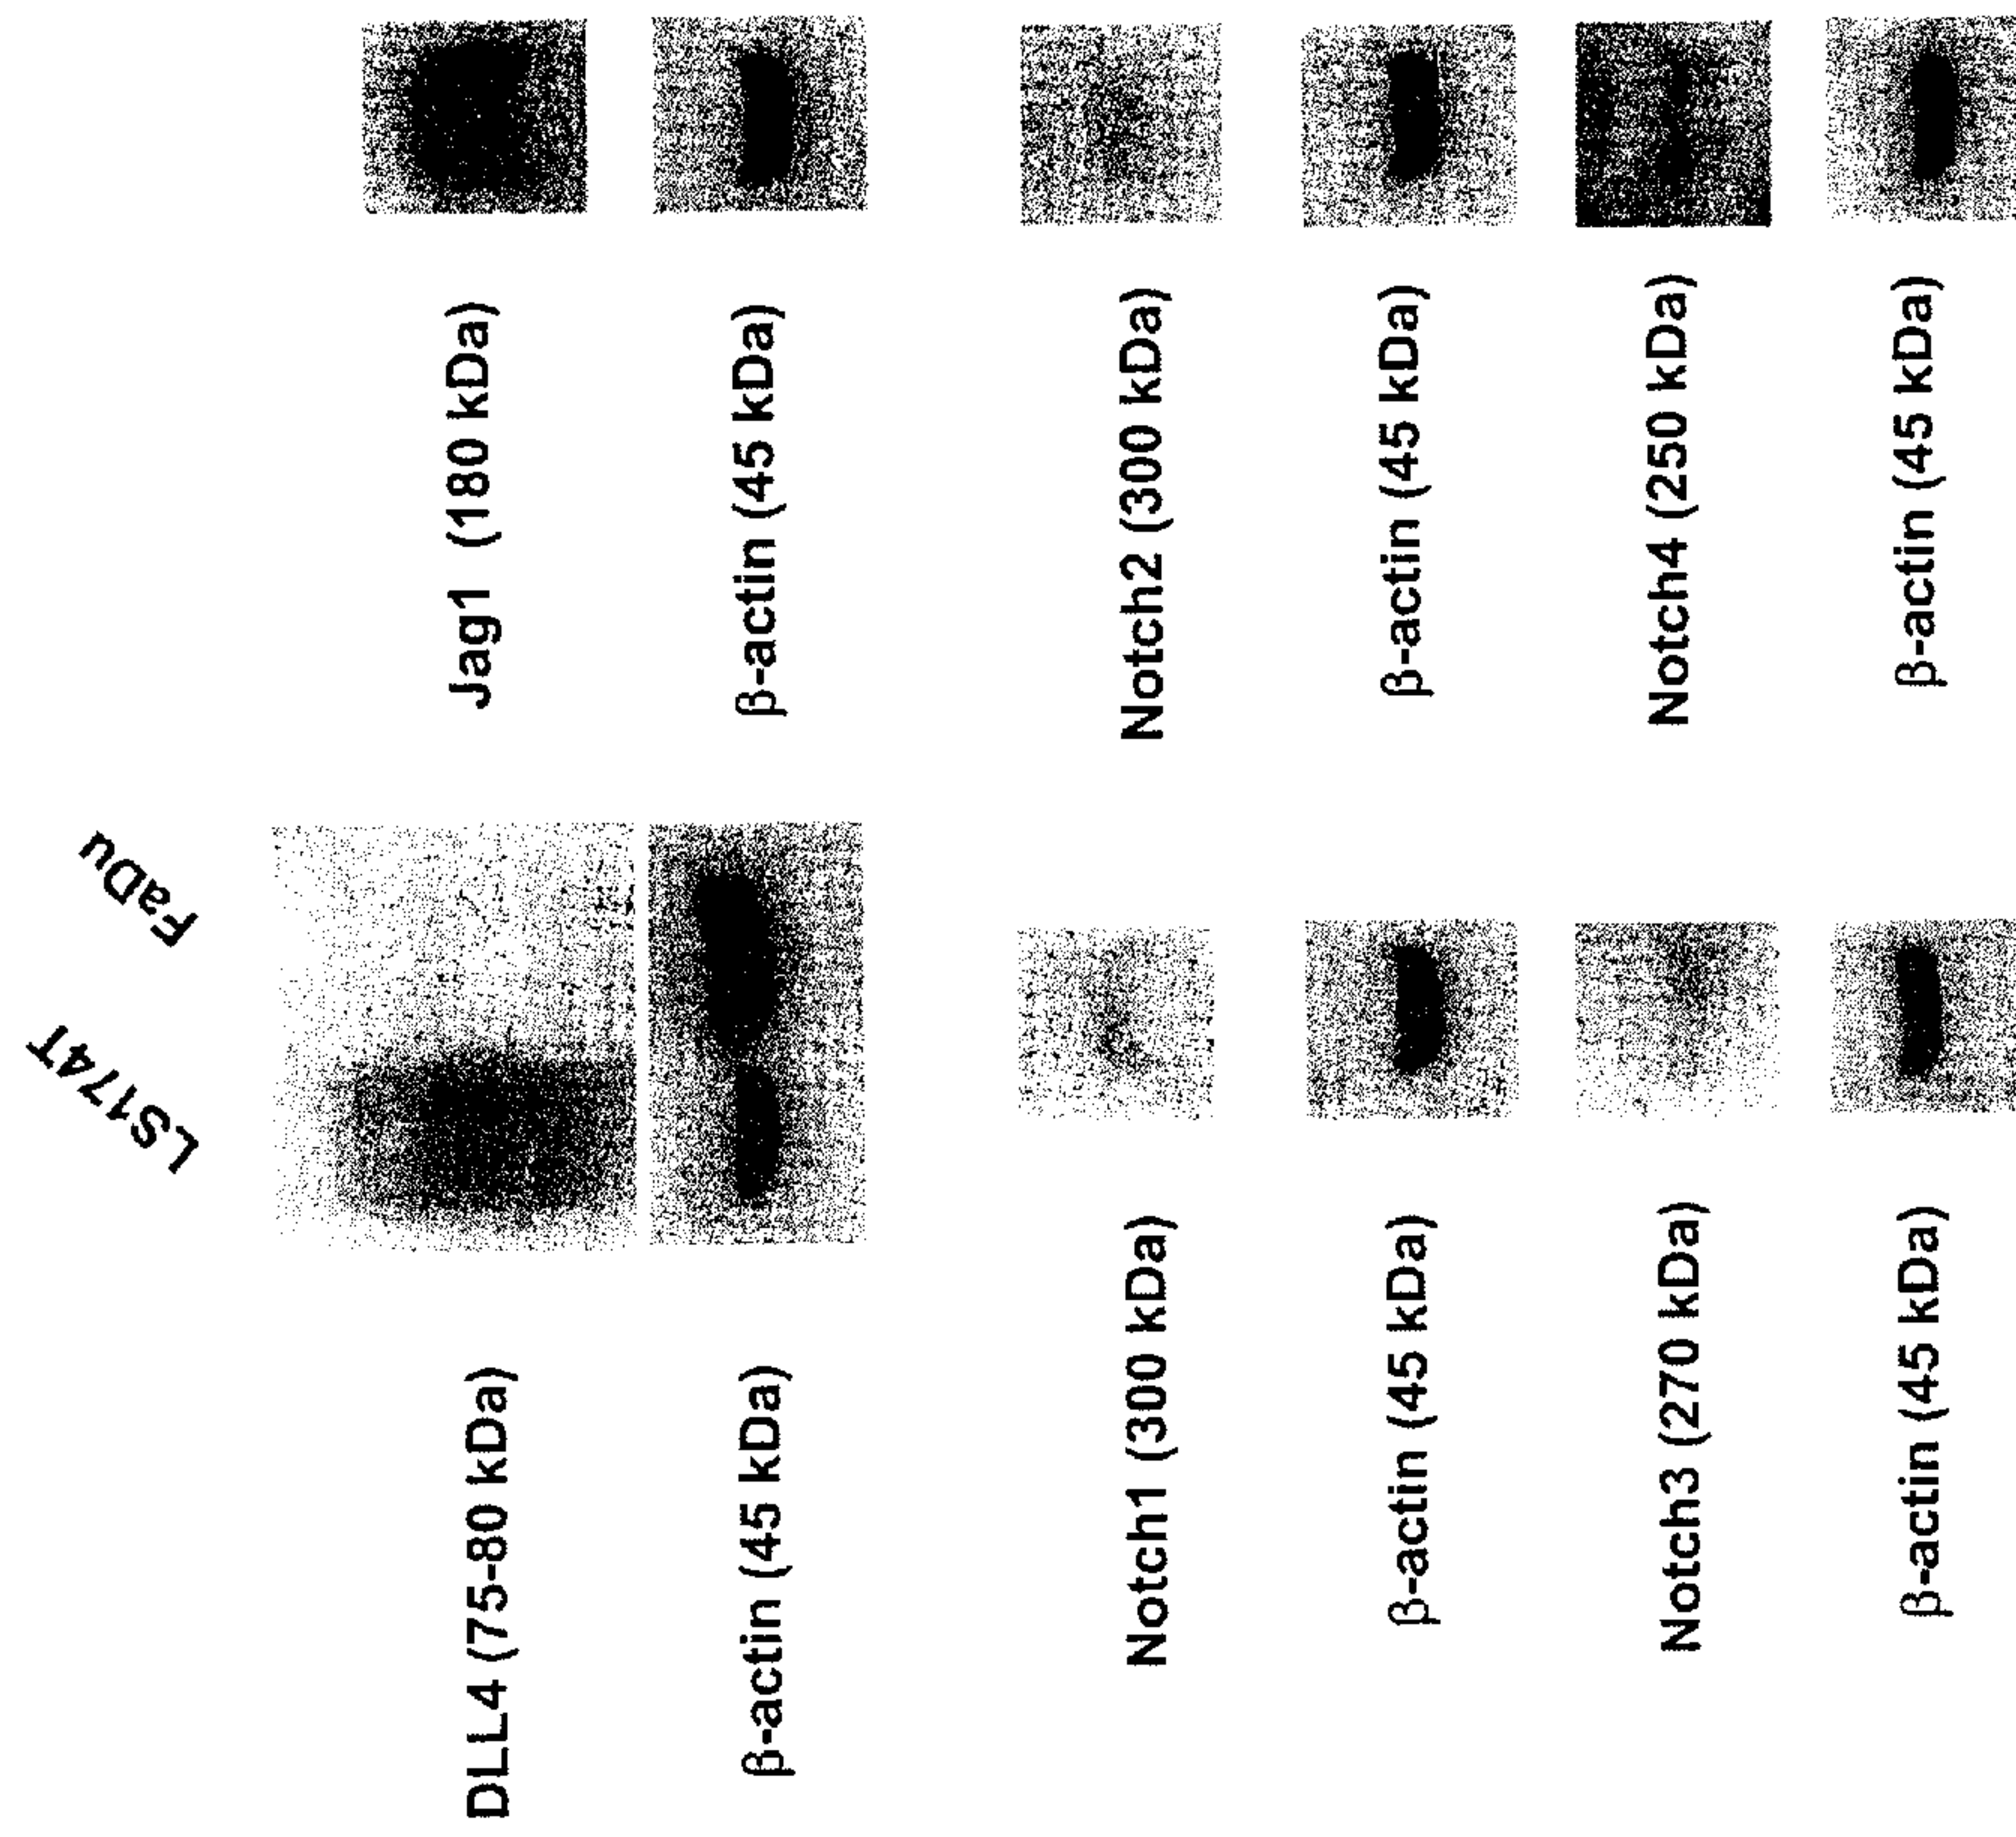 LS174T
FaDu
DLL4 (75-80 kDa)
Jag1 (180 kDa)
β-actin (45 kDa)
β-actin (45 kDa)
Notch1 (300 kDa)
Notch2 (300 kDa)
β-actin (45 kDa)
β-actin (45 kDa)
Notch3 (270 kDa)
Notch4 (250 kDa)
β-actin (45 kDa)
β-actin (45 kDa)